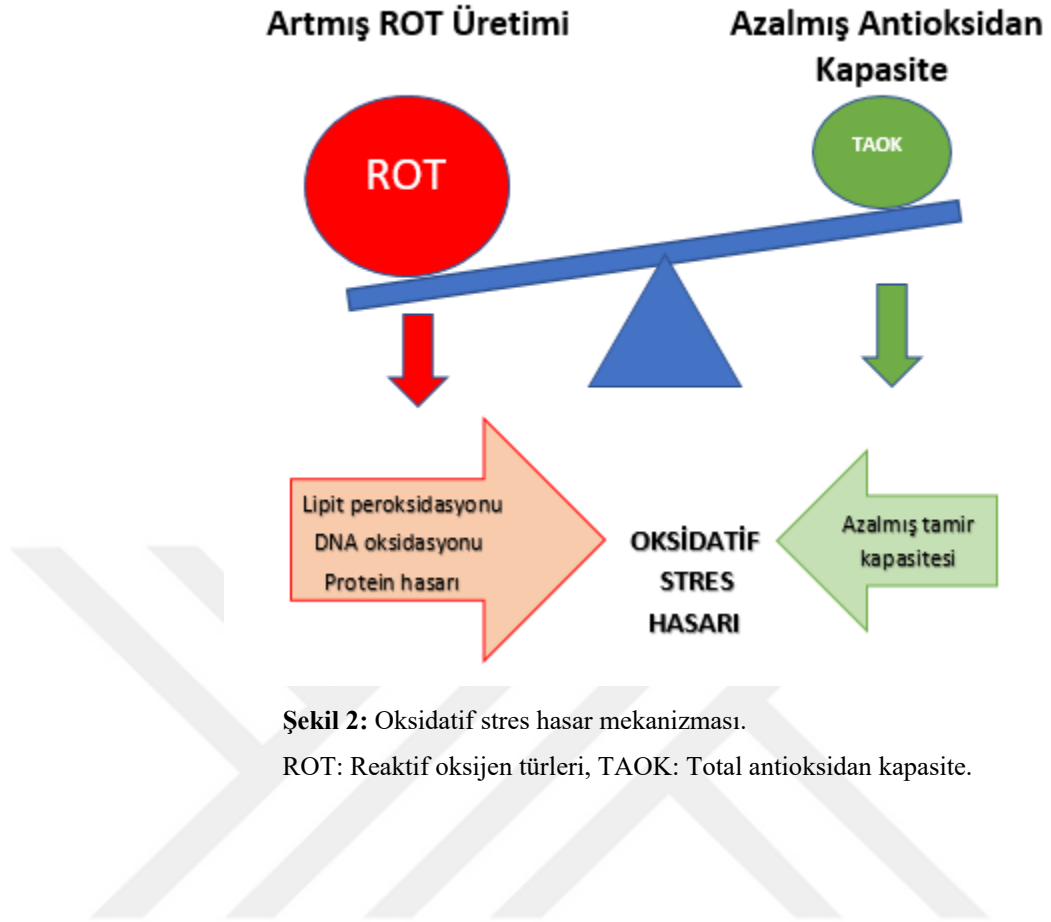 Artmış ROT Üretimi
Azalmış Antioksidan
Kapasite
ROT
TAOK
Lipit peroksidasyonu
DNA oksidasyonu
Protein hasarı
OKSİDATİF
STRES
HASARI
Azalmış tamir
kapasitesi
Şekil 2: Oksidatif stres hasar mekanizması.
ROT: Reaktif oksijen türleri, TAOK: Total antioksidan kapasite.